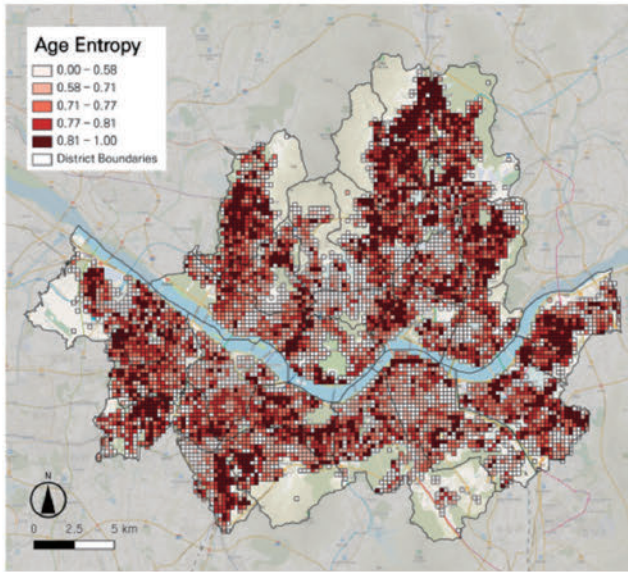 Age Entropy
0.00 – 0.58
0.58 – 0.71
0.71 – 0.77
0.77 – 0.81
0.81 – 1.00
District Boundaries
N
0 2.5 5 km